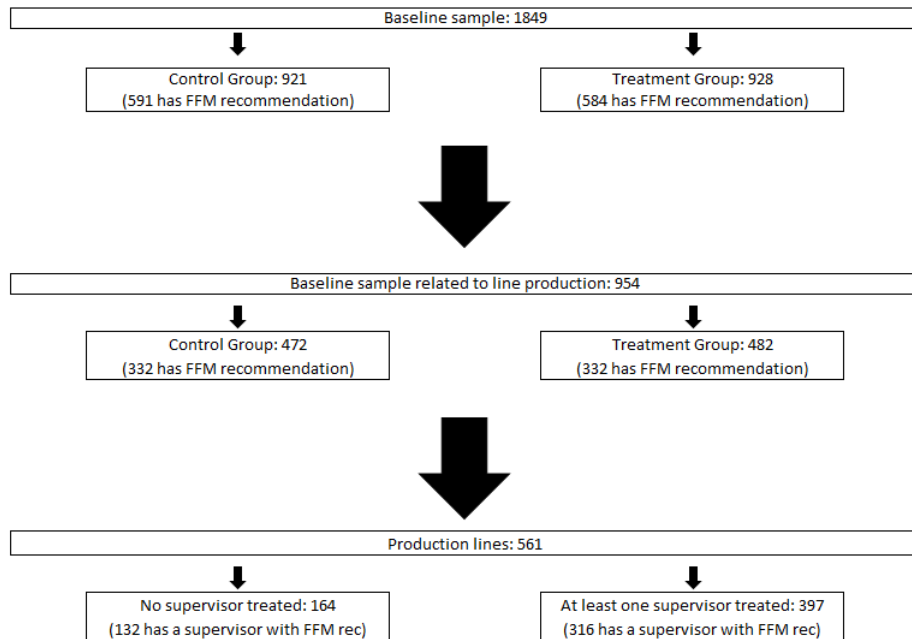 Baseline sample: 1849
Control Group: 921
(591 has FFM recommendation)
Treatment Group: 928
(584 has FFM recommendation)
Baseline sample related to line production: 954
Control Group: 472
(332 has FFM recommendation)
Treatment Group: 482
(332 has FFM recommendation)
Production lines: 561
No supervisor treated: 164
(132 has a supervisor with FFM rec)
At least one supervisor treated: 397
(316 has a supervisor with FFM rec)